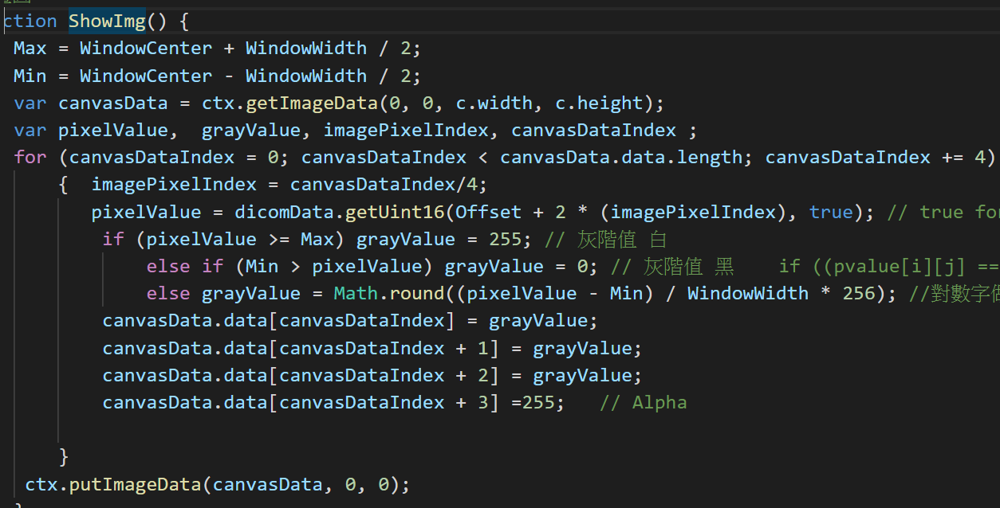 ction ShowImg() {
Max = WindowCenter + WindowWidth / 2;
Min = WindowCenter - WindowWidth / 2;
var canvasData = ctx.getImageData(0, 0, c.width, c.height);
var pixelValue,  grayValue, imagePixelIndex, canvasDataIndex ;
for (canvasDataIndex = 0; canvasDataIndex < canvasData.data.length; canvasDataIndex += 4)
{  imagePixelIndex = canvasDataIndex/4;
pixelValue = dicomData.getUint16(Offset + 2 * (imagePixelIndex), true); // true for
if (pixelValue >= Max) grayValue = 255; // 灰階值 白
else if (Min > pixelValue) grayValue = 0; // 灰階值 黑    if ((pvalue[i][j] ==
else grayValue = Math.round((pixelValue - Min) / WindowWidth * 256); //對數字做
canvasData.data[canvasDataIndex] = grayValue;
canvasData.data[canvasDataIndex + 1] = grayValue;
canvasData.data[canvasDataIndex + 2] = grayValue;
canvasData.data[canvasDataIndex + 3] =255;   // Alpha
}
ctx.putImageData(canvasData, 0, 0);